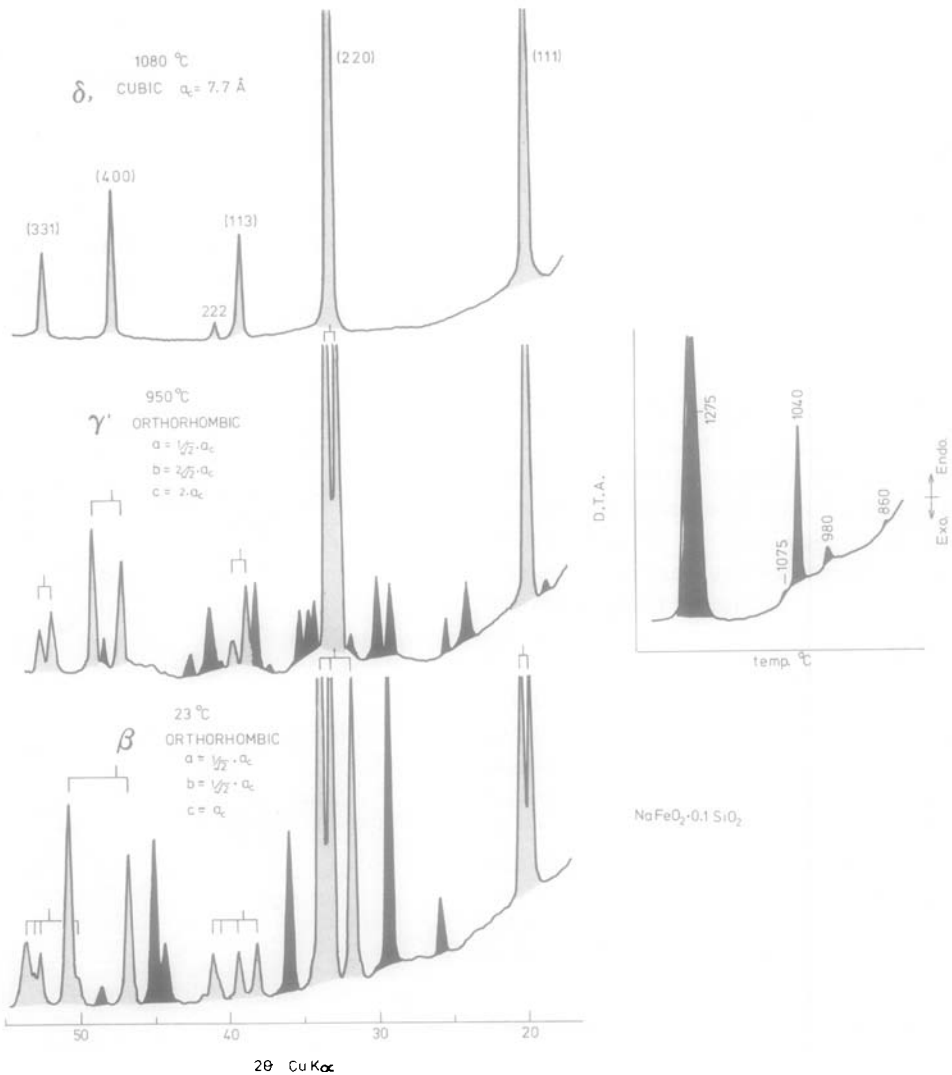 1080 °C
δ, CUBIC a_c = 7.7 Å
(331)
(400)
222
(113)
(220)
(111)
950 °C
γ' ORTHORHOMBIC
a = 1/√2 · a_c
b = 2/√2 · a_c
c = 2 · a_c
23 °C
β ORTHORHOMBIC
a = 1/√2 · a_c
b = 1/√2 · a_c
c = a_c
50 40 30 20
2θ CuKα
D.T.A.
1275
1075
1040
980
860
Exo. Endo.
temp. °C
NaFeO₂·0.1 SiO₂